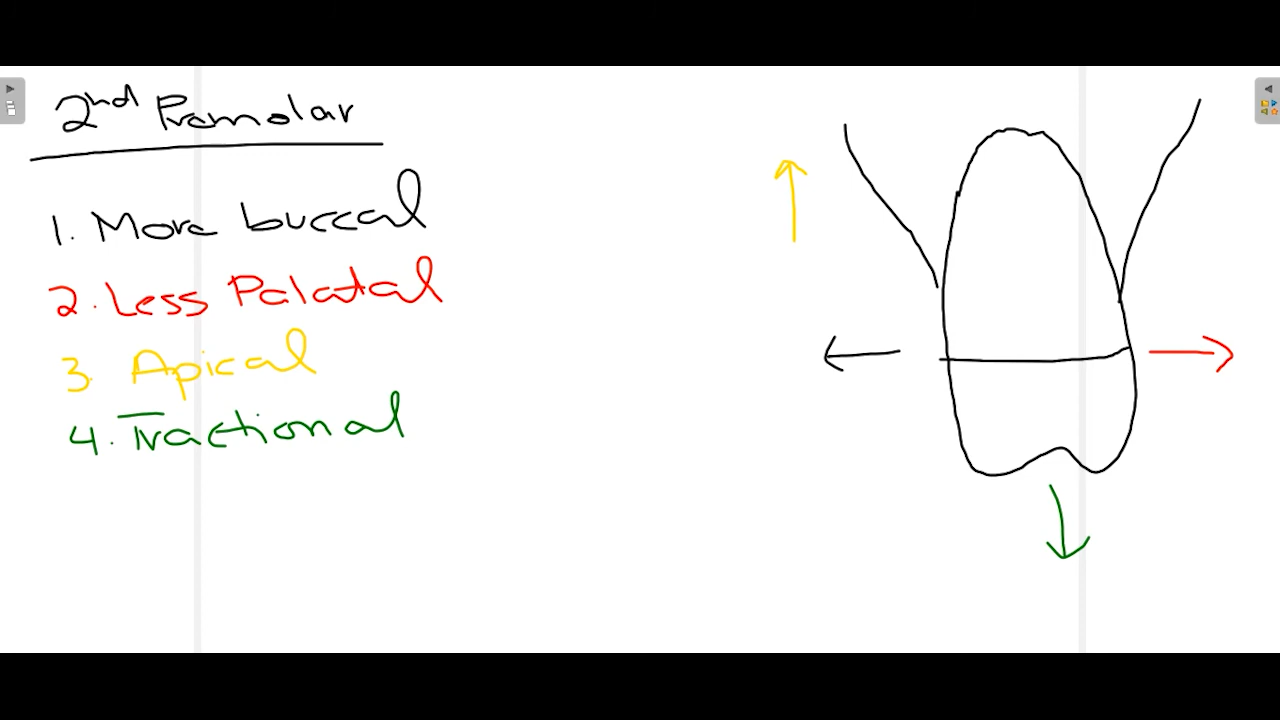 2nd Premolar
1. More buccal
2. Less Palatal
3. Apical
4. Tractional